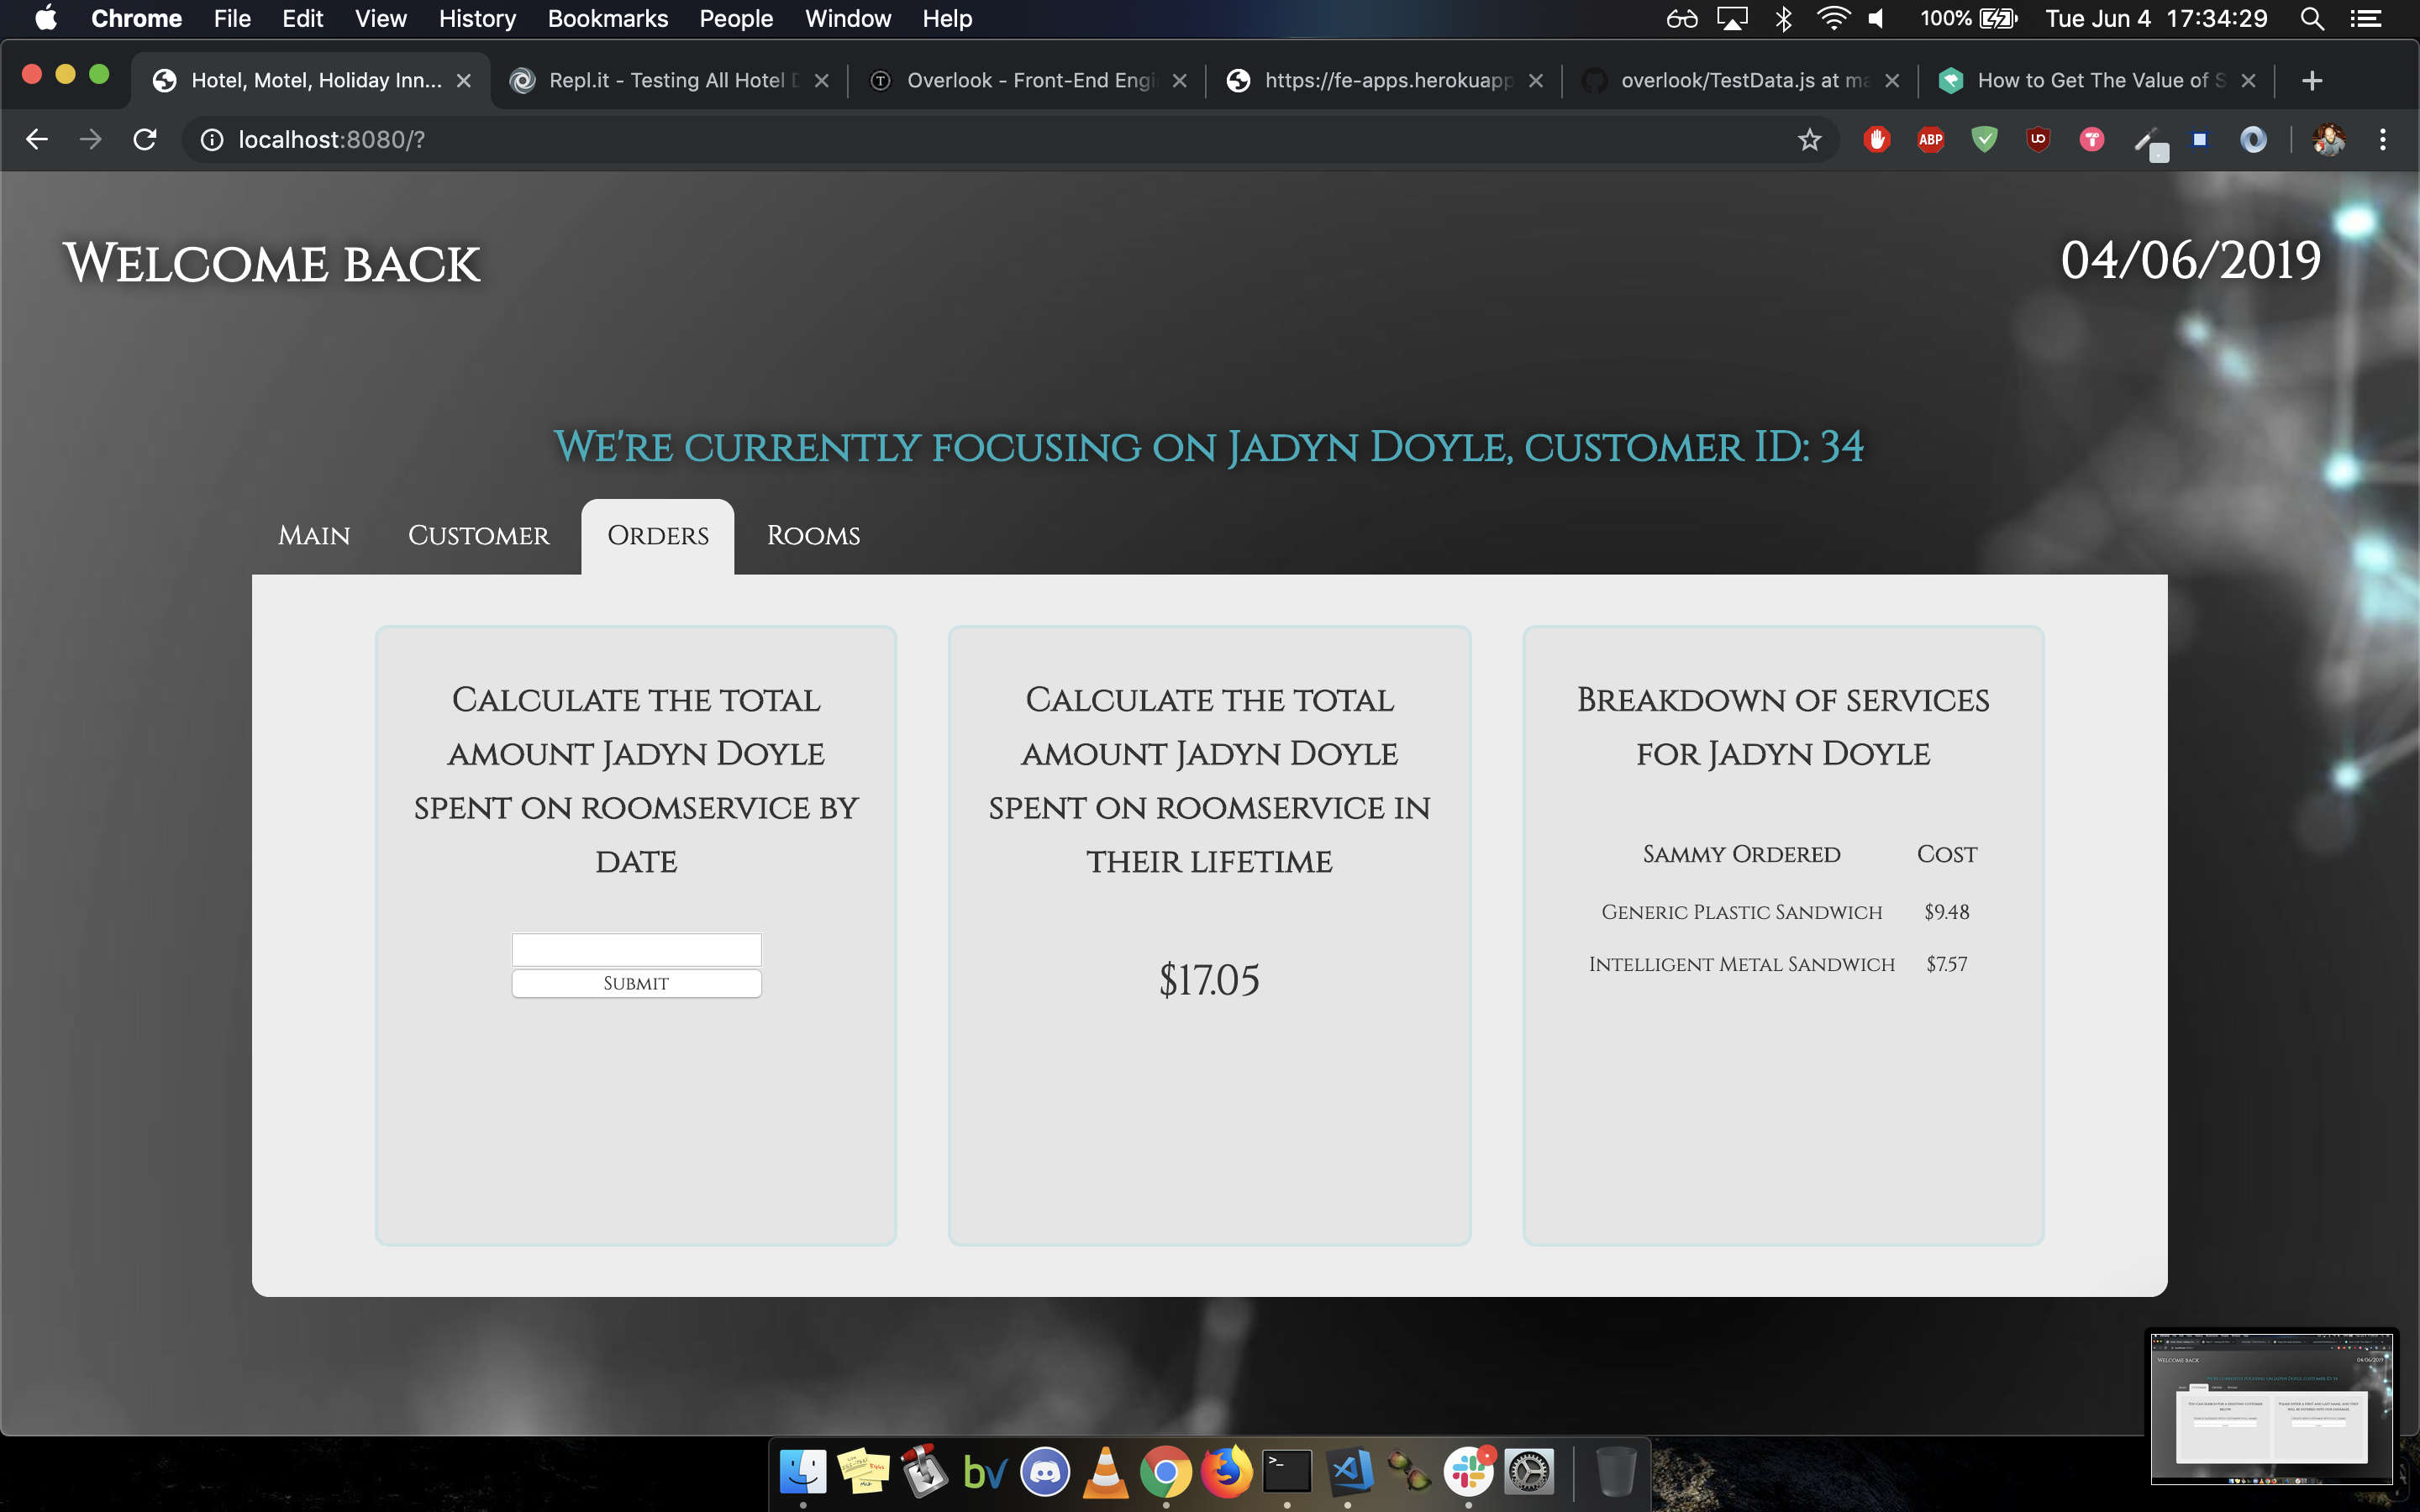 Chrome File Edit View History Bookmarks People Window Help 100% Tue Jun 4 17:34:29
Hotel, Motel, Holiday Inn... Repl.it - Testing All Hotel D Overlook - Front-End Engi https://fe-apps.herokuapp overlook/TestData.js at ma How to Get The Value of S
localhost:8080/? ABP
Welcome back 04/06/2019
We're currently focusing on Jadyn Doyle, customer ID: 34
Main Customer Orders Rooms
Calculate the total
amount Jadyn Doyle
spent on roomservice by
date
Submit
Calculate the total
amount Jadyn Doyle
spent on roomservice in
their lifetime
$17.05
Breakdown of services
for Jadyn Doyle
Sammy Ordered Cost
Generic Plastic Sandwich $9.48
Intelligent Metal Sandwich $7.57
bv